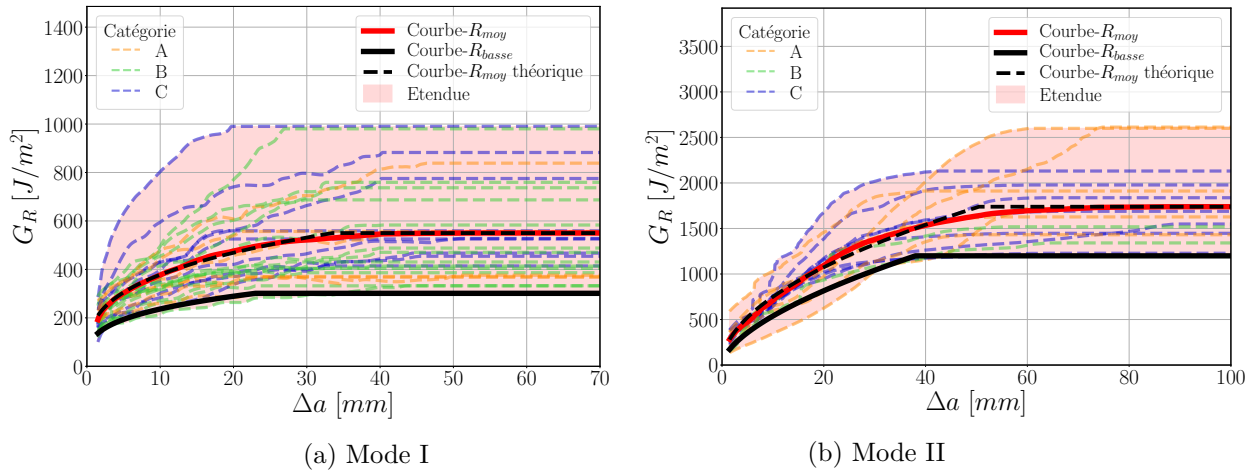 1400
1200
1000
800
600
400
200
0
G_R [J/m²]
0 10 20 30 40 50 60 70
Δa [mm]
Catégorie
A
B
C
Courbe-R_moy
Courbe-R_basse
Courbe-R_moy théorique
Etendue
(a) Mode I
3500
3000
2500
2000
1500
1000
500
0
G_R [J/m²]
0 20 40 60 80 100
Δa [mm]
Catégorie
A
B
C
Courbe-R_moy
Courbe-R_basse
Courbe-R_moy théorique
Etendue
(b) Mode II